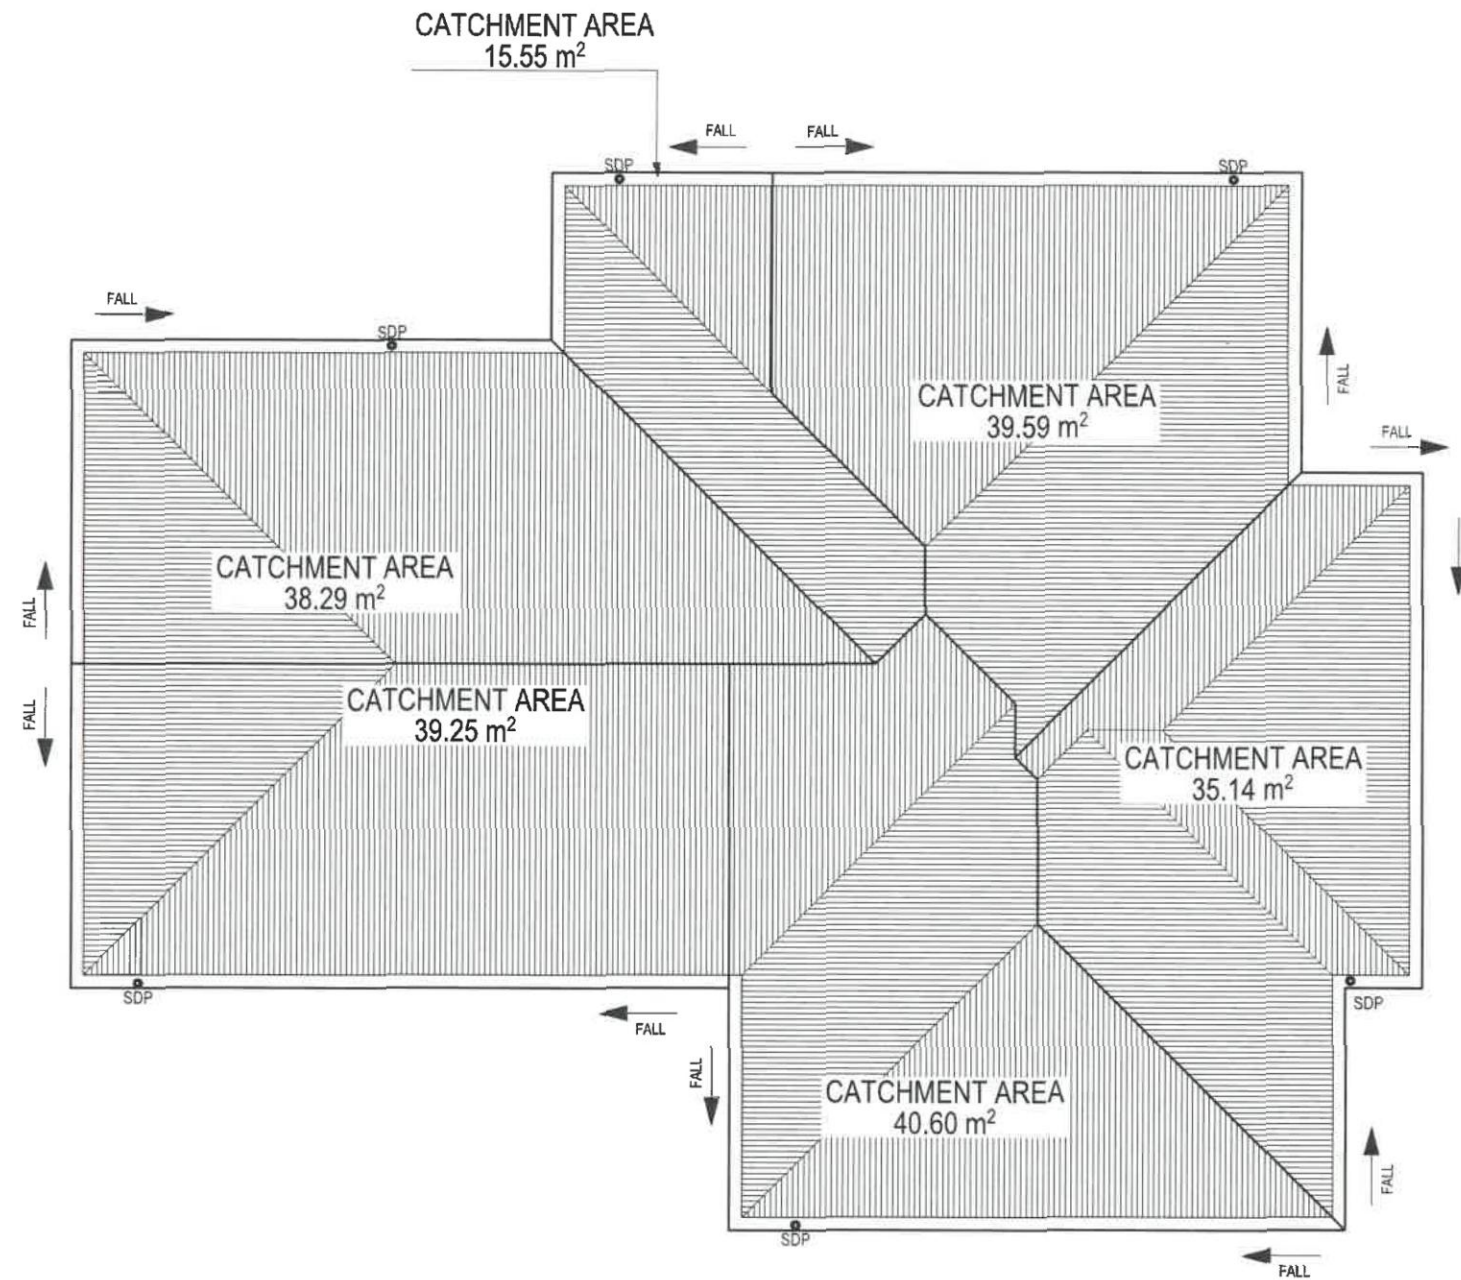 CATCHMENT AREA
15.55 m²
FALL
FALL
SDP
SDP
FALL
SDP
FALL
CATCHMENT AREA
39.59 m²
FALL
CATCHMENT AREA
38.29 m²
FALL
CATCHMENT AREA
39.25 m²
FALL
CATCHMENT AREA
35.14 m²
SDP
SDP
FALL
FALL
CATCHMENT AREA
40.60 m²
FALL
SDP
FALL